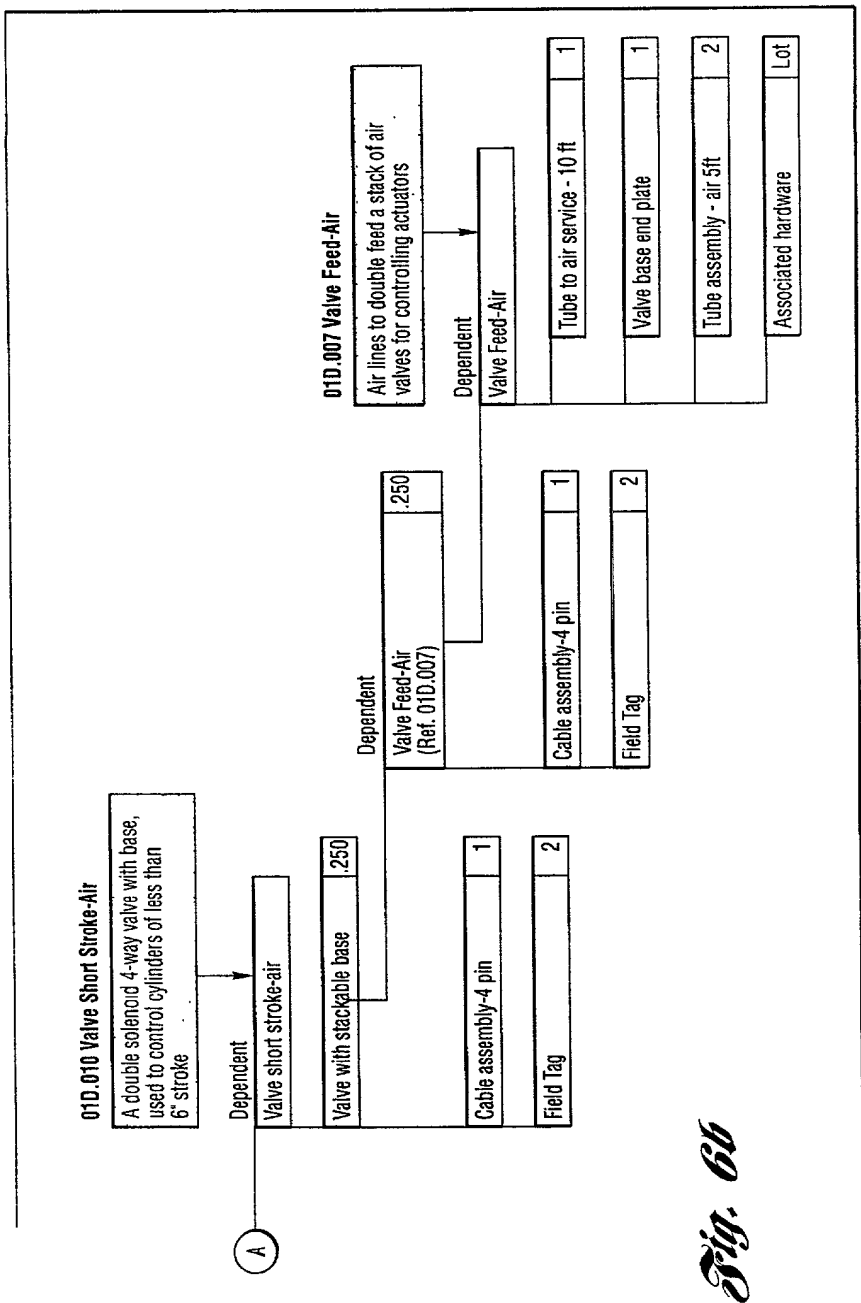 01D.010 Valve Short Stroke-Air
A double solenoid 4-way valve with base,
used to control cylinders of less than
6" stroke
Dependent
A
Valve short stroke-air
Valve with stackable base .250
Cable assembly-4 pin 1
Field Tag 2
Dependent
Valve Feed-Air .250
(Ref. 01D.007)
Cable assembly-4 pin 1
Field Tag 2
01D.007 Valve Feed-Air
Air lines to double feed a stack of air
valves for controlling actuators
Dependent
Valve Feed-Air
Tube to air service - 10 ft 1
Valve base end plate 1
Tube assembly - air 5ft 2
Associated hardware Lot
Fig. 6b